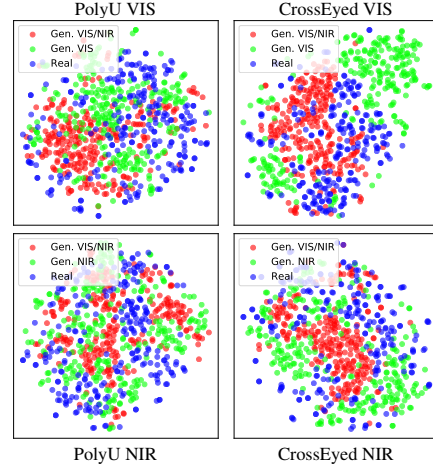 PolyU VIS
Gen. VIS/NIR
Gen. VIS
Real
CrossEyed VIS
Gen. VIS/NIR
Gen. VIS
Real
Gen. VIS/NIR
Gen. NIR
Real
PolyU NIR
Gen. VIS/NIR
Gen. NIR
Real
CrossEyed NIR